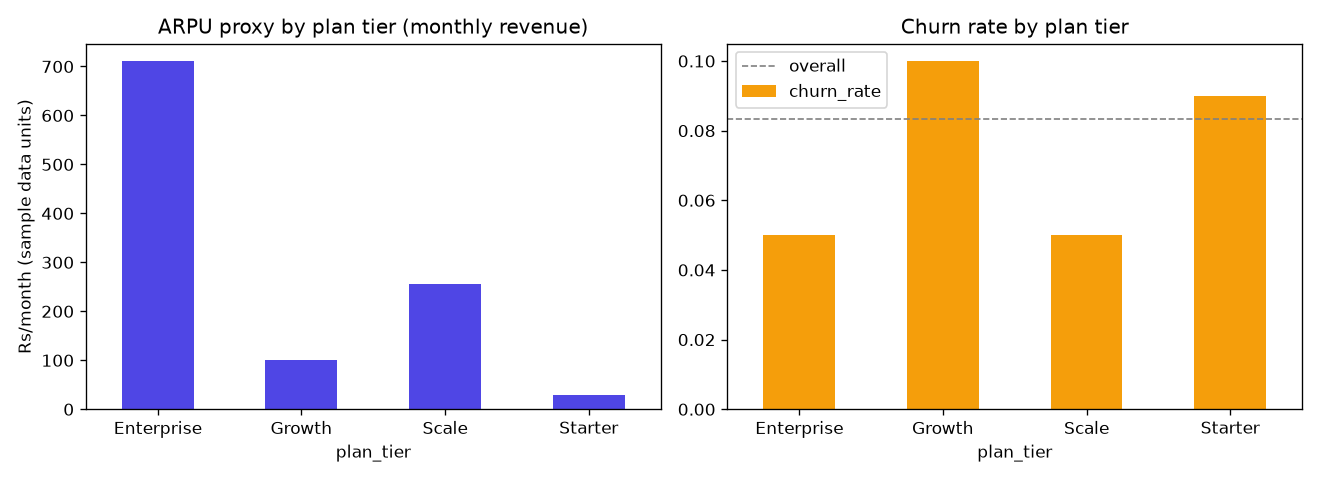 ARPU proxy by plan tier (monthly revenue)
Rs/month (sample data units)
700
600
500
400
300
200
100
0
Enterprise Growth Scale Starter
plan_tier
Churn rate by plan tier
overall
churn_rate
0.10
0.08
0.06
0.04
0.02
0.00
Enterprise Growth Scale Starter
plan_tier